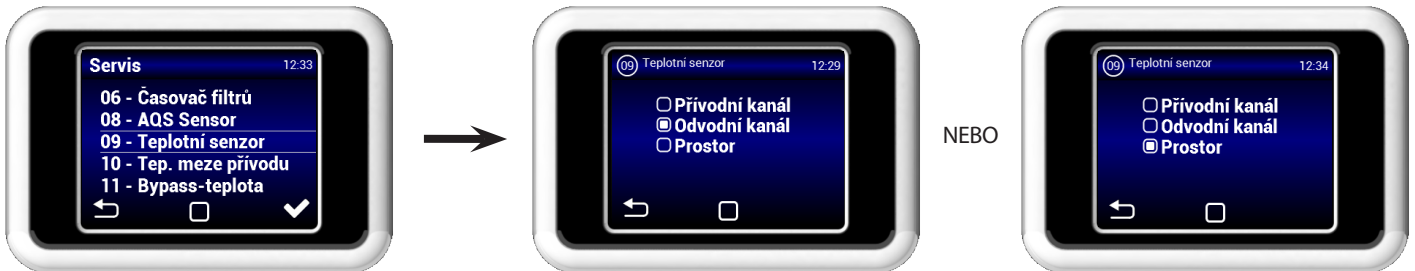 Servis 12:33
06 - Časovač filtrů
08 - AQS Sensor
09 - Teplotní senzor
10 - Tep. meze přívodu
11 - Bypass-teplota
09 Teplotní senzor 12:29
Přívodní kanál
Odvodní kanál
Prostor
NEBO
09 Teplotní senzor 12:34
Přívodní kanál
Odvodní kanál
Prostor